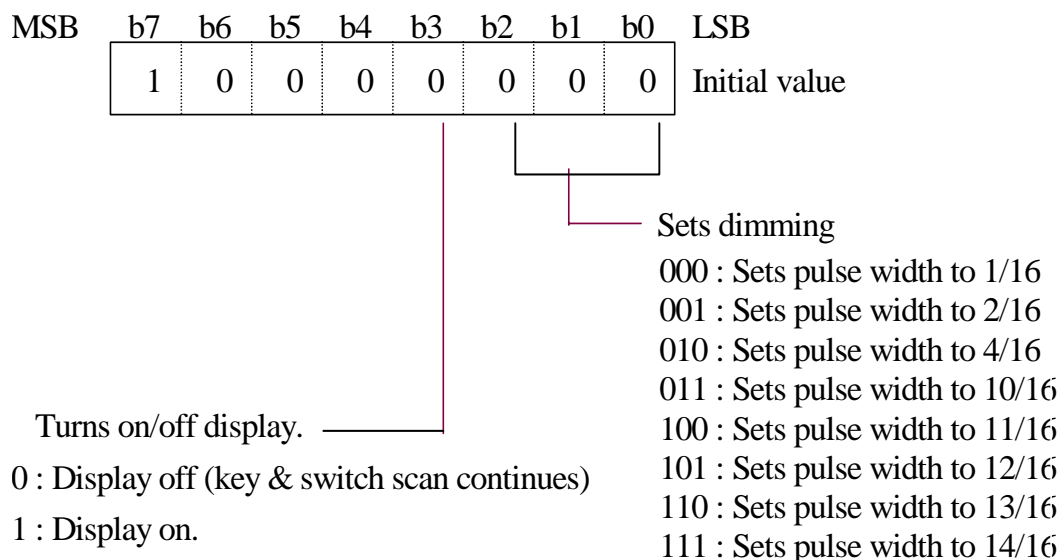 MSB b7 b6 b5 b4 b3 b2 b1 b0 LSB
1 0 0 0 0 0 0 0 Initial value
Sets dimming
000 : Sets pulse width to 1/16
001 : Sets pulse width to 2/16
010 : Sets pulse width to 4/16
011 : Sets pulse width to 10/16
100 : Sets pulse width to 11/16
101 : Sets pulse width to 12/16
110 : Sets pulse width to 13/16
111 : Sets pulse width to 14/16
Turns on/off display.
0 : Display off (key & switch scan continues)
1 : Display on.